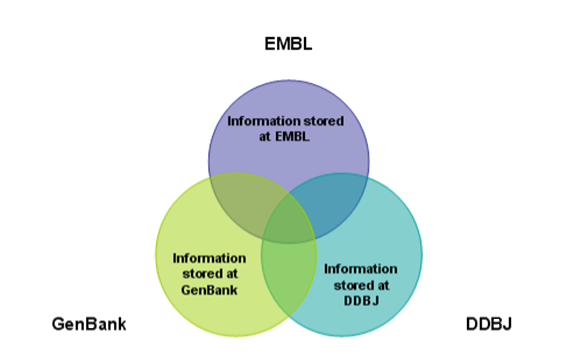 EMBL
Information stored
at EMBL
Information
stored at
GenBank
Information
stored at
DDBJ
GenBank
DDBJ